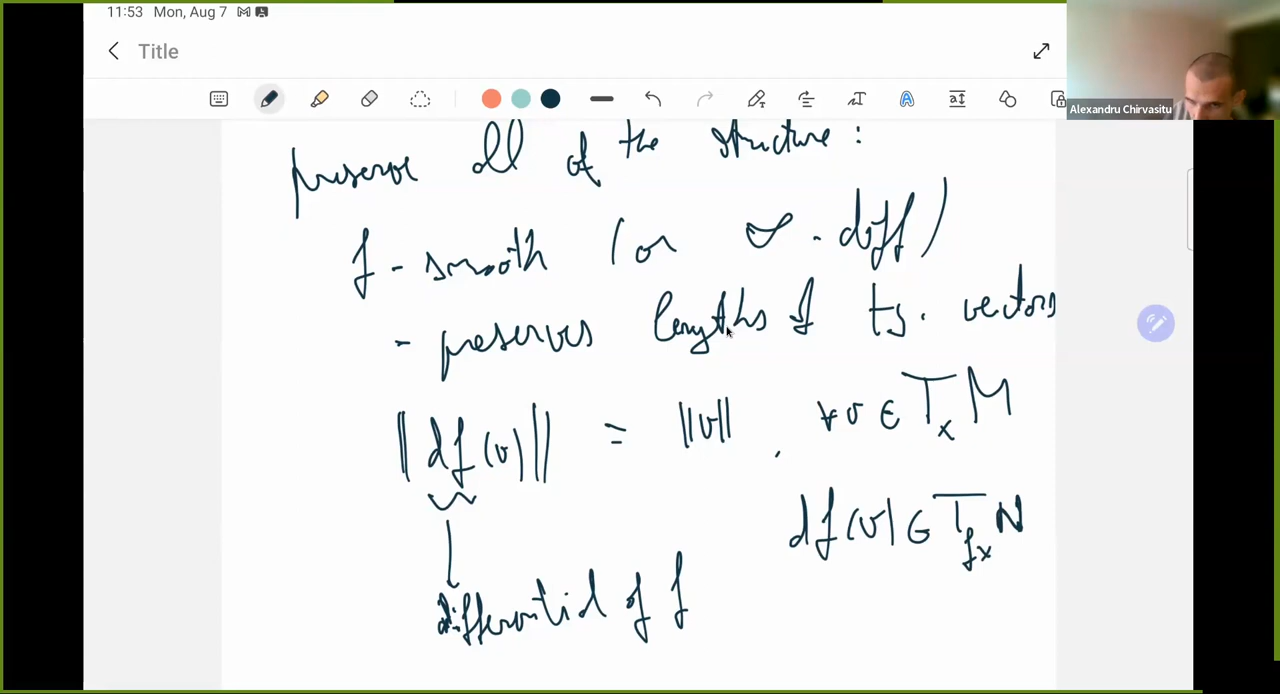 11:53 Mon, Aug 7
Title
Alexandru Chirvasitu
preserve all of the structure :
f - smooth (or . diff)
- preserves lengths of tg. vectors
‖df(v)‖ = ‖v‖ , ∀v ∈ T_x M
df(v) ∈ T_{fx} N
differential of f